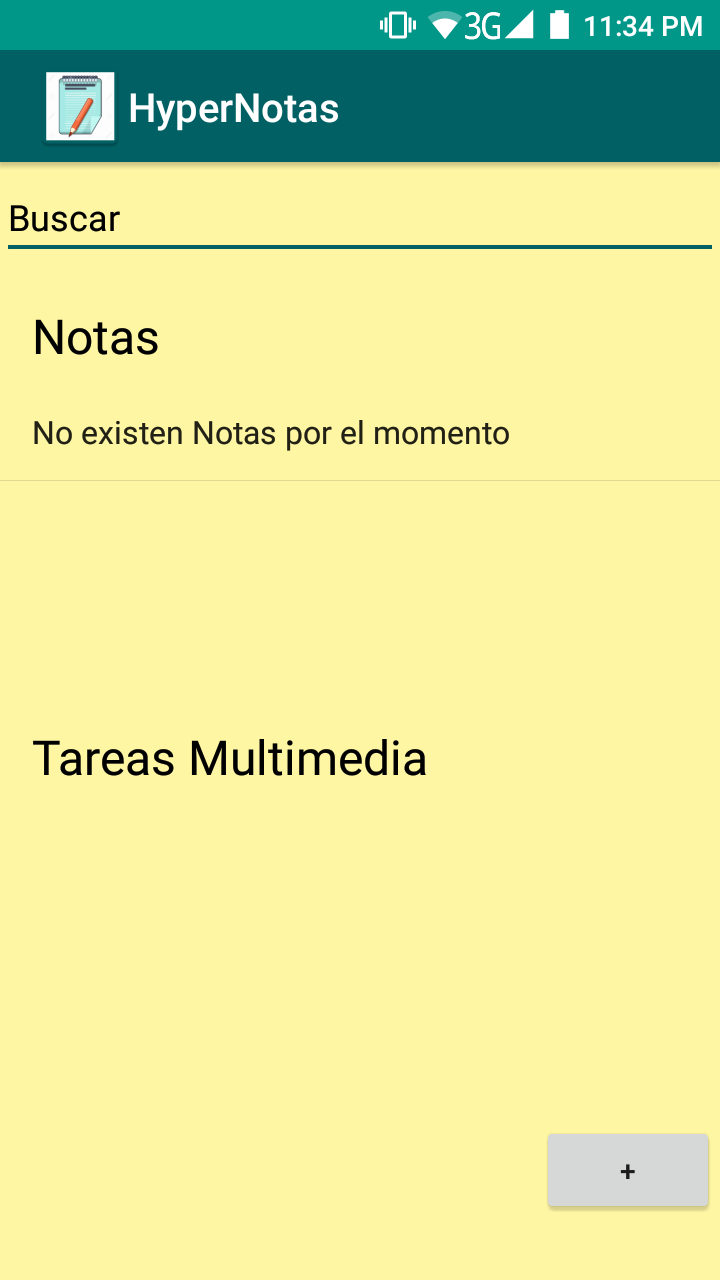 3G 11:34 PM
HyperNotas
Buscar
Notas
No existen Notas por el momento
Tareas Multimedia
+